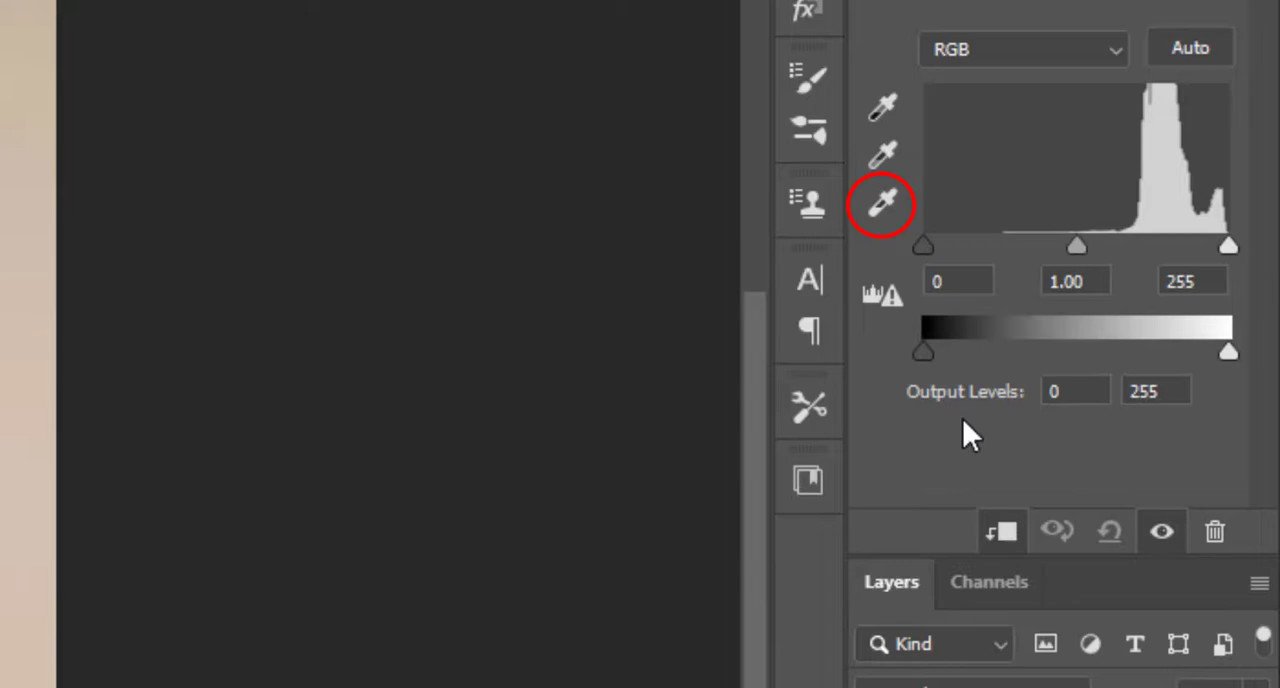 fx
RGB
Auto
0
1.00
255
Output Levels:
0
255
Layers
Channels
Kind